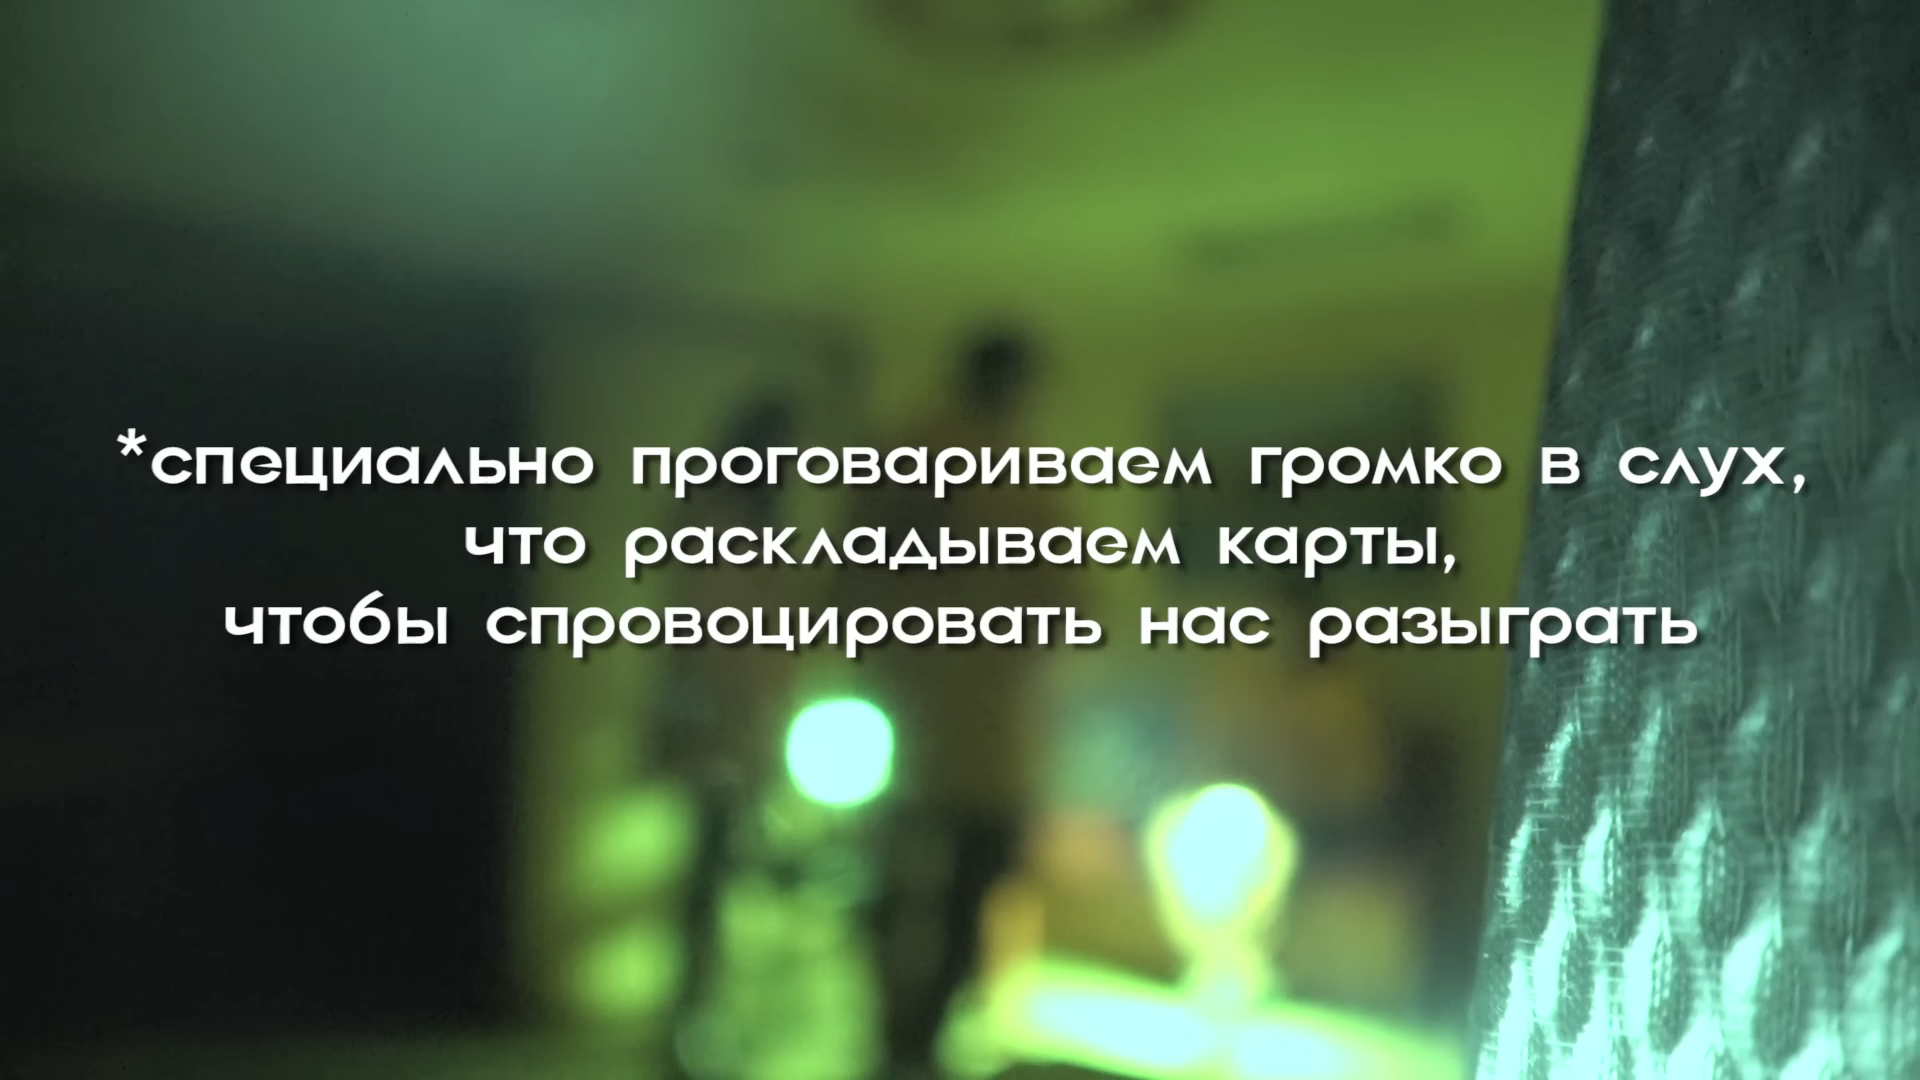 *специально проговариваем громко в слух,
что раскладываем карты,
чтобы спровоцировать нас разыграть